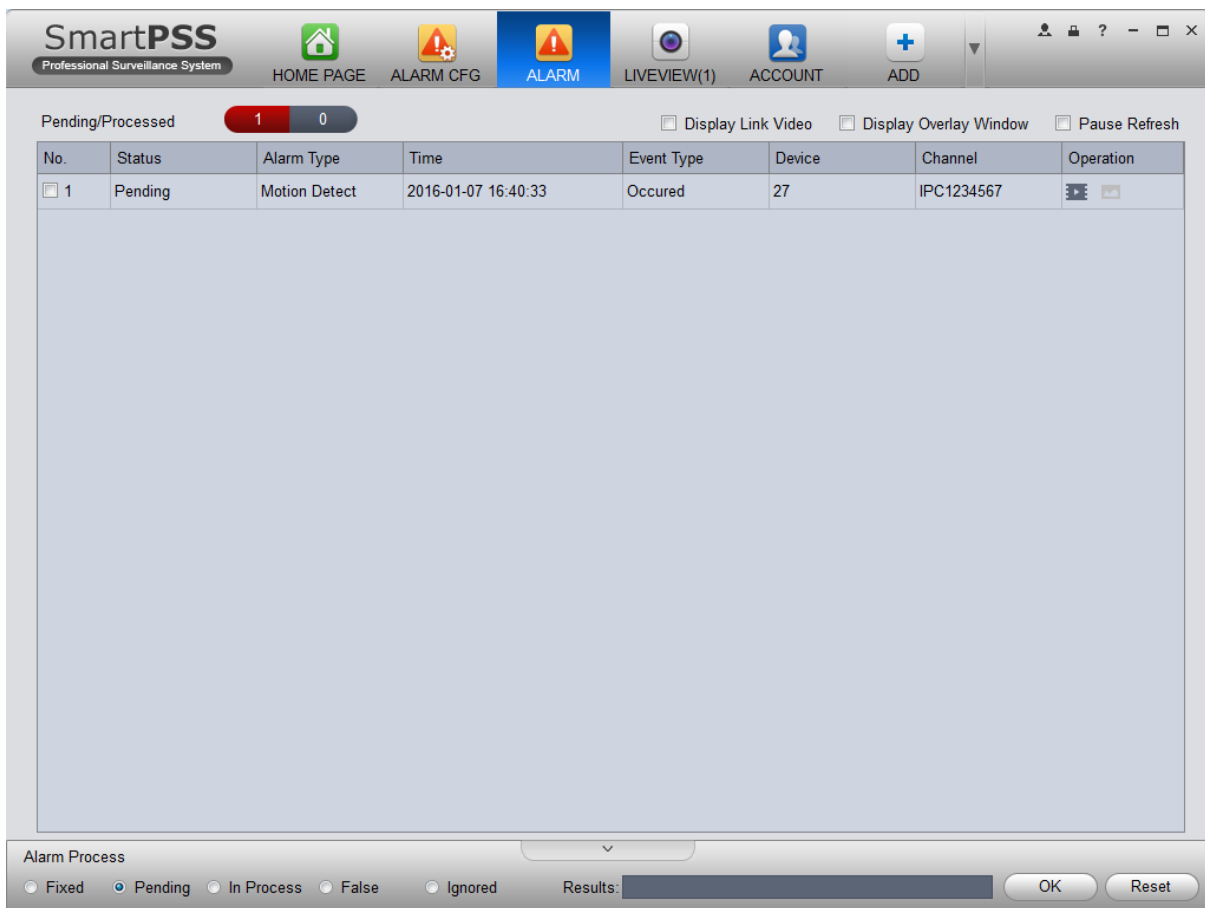 SmartPSS
Professional Surveillance System
HOME PAGE ALARM CFG ALARM LIVEVIEW(1) ACCOUNT ADD ?
Pending/Processed 1 0 Display Link Video Display Overlay Window Pause Refresh
No. Status Alarm Type Time Event Type Device Channel Operation
1 Pending Motion Detect 2016-01-07 16:40:33 Occured 27 IPC1234567
Alarm Process
Fixed Pending In Process False Ignored Results: OK Reset